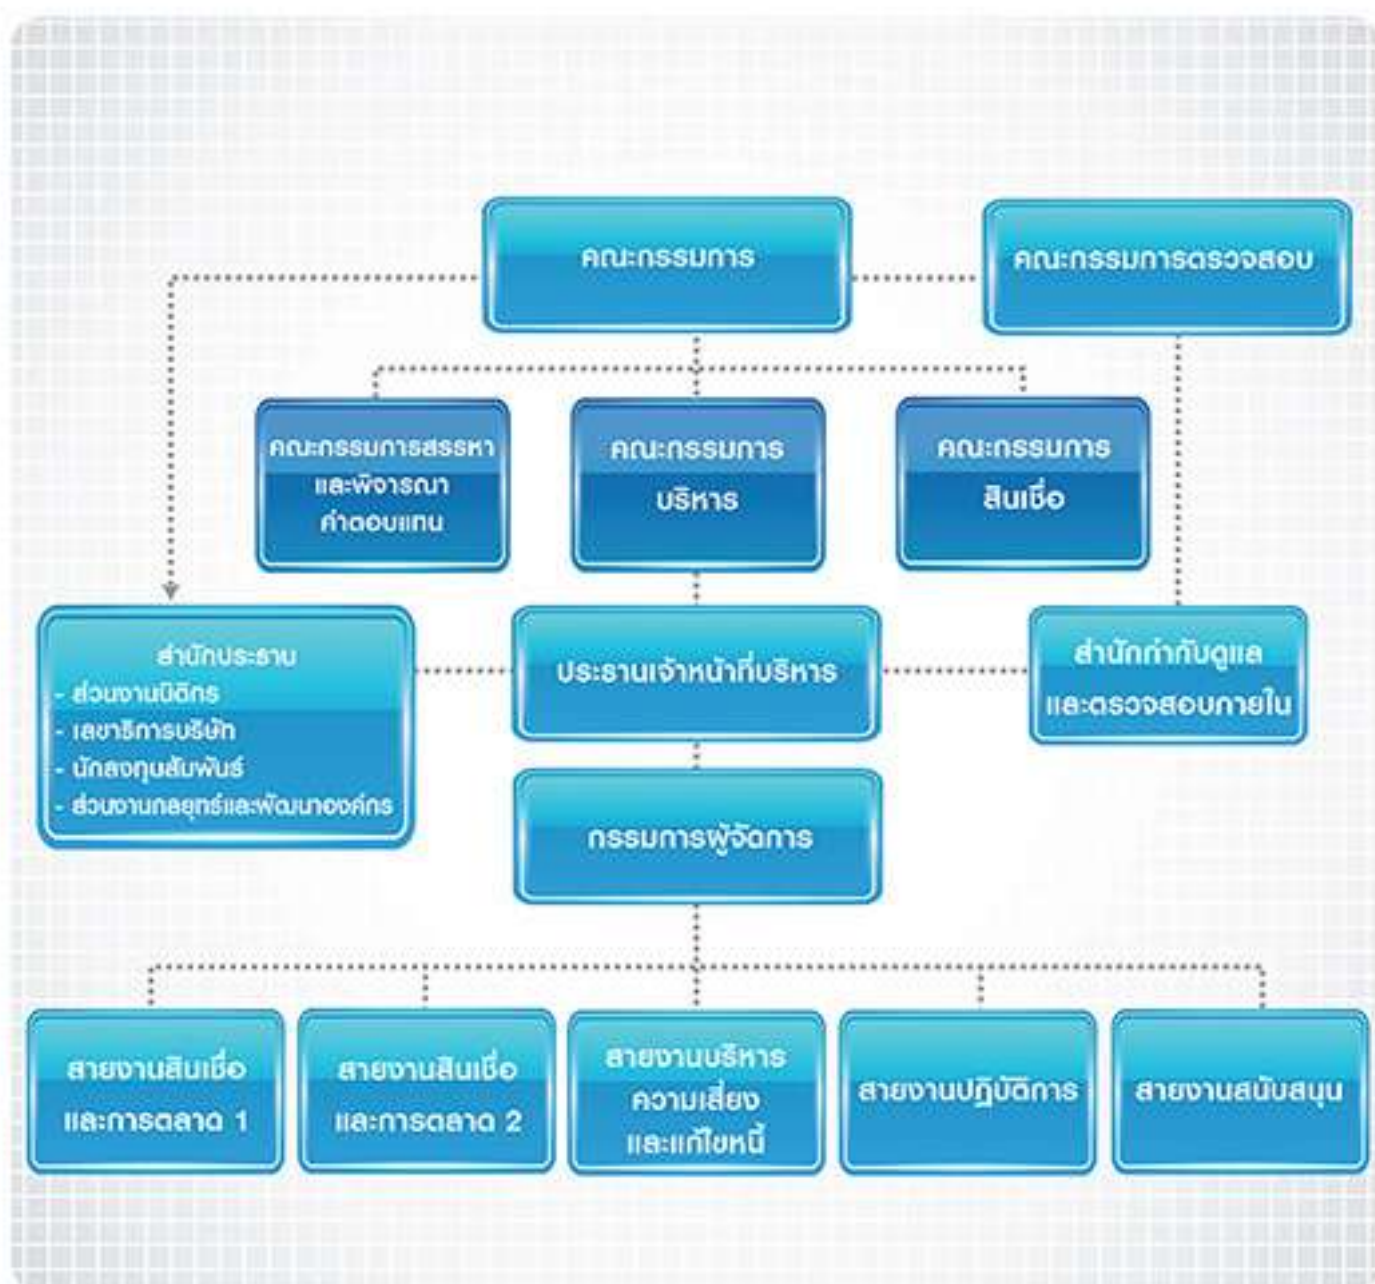 คณะกรรมการ
คณะกรรมการตรวจสอบ
คณะกรรมการสรรหา
และพิจารณา
ค่าตอบแทน
คณะกรรมการ
บริหาร
คณะกรรมการ
สินเชื่อ
สำนักประธาน
- ส่วนงานนิติกร
- เลขาธิการบริษัท
- นักลงทุนสัมพันธ์
- ส่วนงานกลยุทธ์และพัฒนาองค์กร
ประธานเจ้าหน้าที่บริหาร
สำนักกำกับดูแล
และตรวจสอบภายใน
กรรมการผู้จัดการ
สายงานสินเชื่อ
และการตลาด 1
สายงานสินเชื่อ
และการตลาด 2
สายงานบริหาร
ความเสี่ยง
และแก้ไขหนี้
สายงานปฏิบัติการ
สายงานสนับสนุน